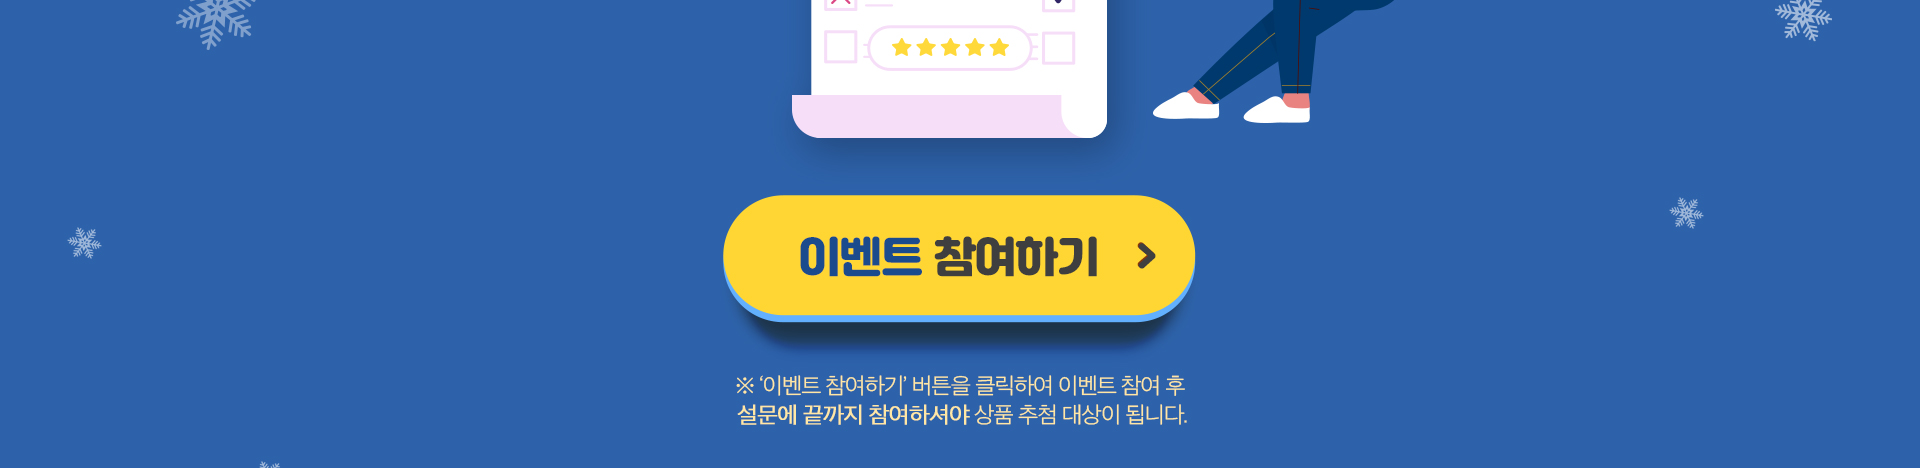 이벤트 참여하기
※ ‘이벤트 참여하기’ 버튼을 클릭하여 이벤트 참여 후
설문에 끝까지 참여하셔야 상품 추첨 대상이 됩니다.